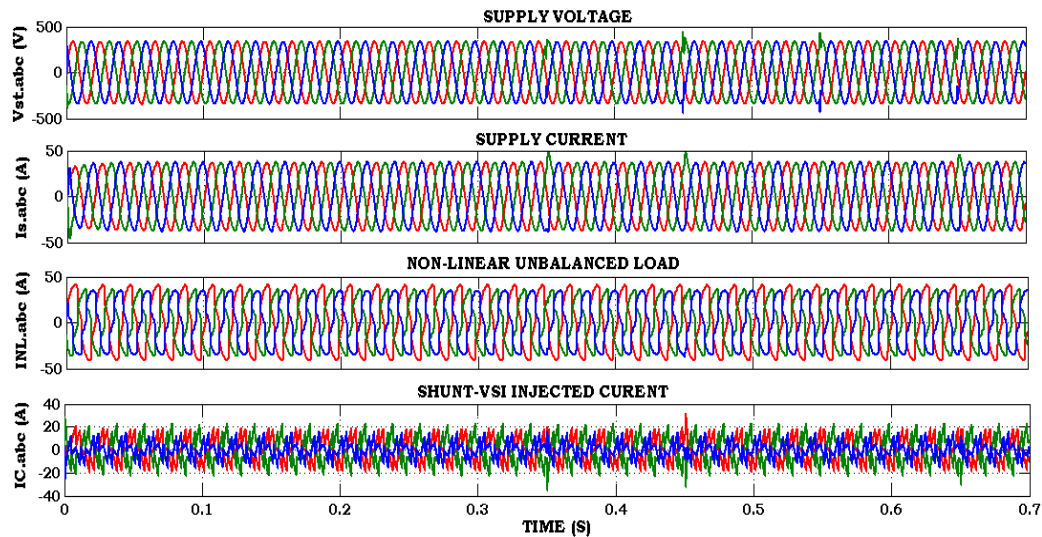 SUPPLY VOLTAGE
Vst.abc (V)
500
0
-500
SUPPLY CURRENT
Is.abc (A)
50
0
-50
NON-LINEAR UNBALANCED LOAD
INL.abc (A)
50
0
-50
SHUNT-VSI INJECTED CURENT
IC.abc (A)
40
20
0
-20
-40
0 0.1 0.2 0.3 0.4 0.5 0.6 0.7
TIME (S)